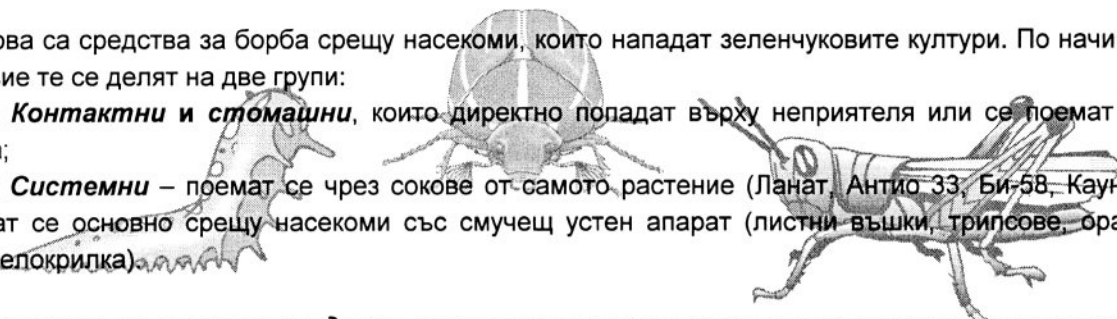 ова са средства за борба срещу насекоми, които нападат зеленчуковите култури. По начи
ие те се делят на две групи:
Контактни и стомашни, които директно попадат върху неприятеля или се поемат
;
Системни – поемат се чрез сокове от самото растение (Ланат, Антио 33, Би-58, Каун
ат се основно срещу насекоми със смучещ устен апарат (листни въшки, трипсове, ора
елокрилка).